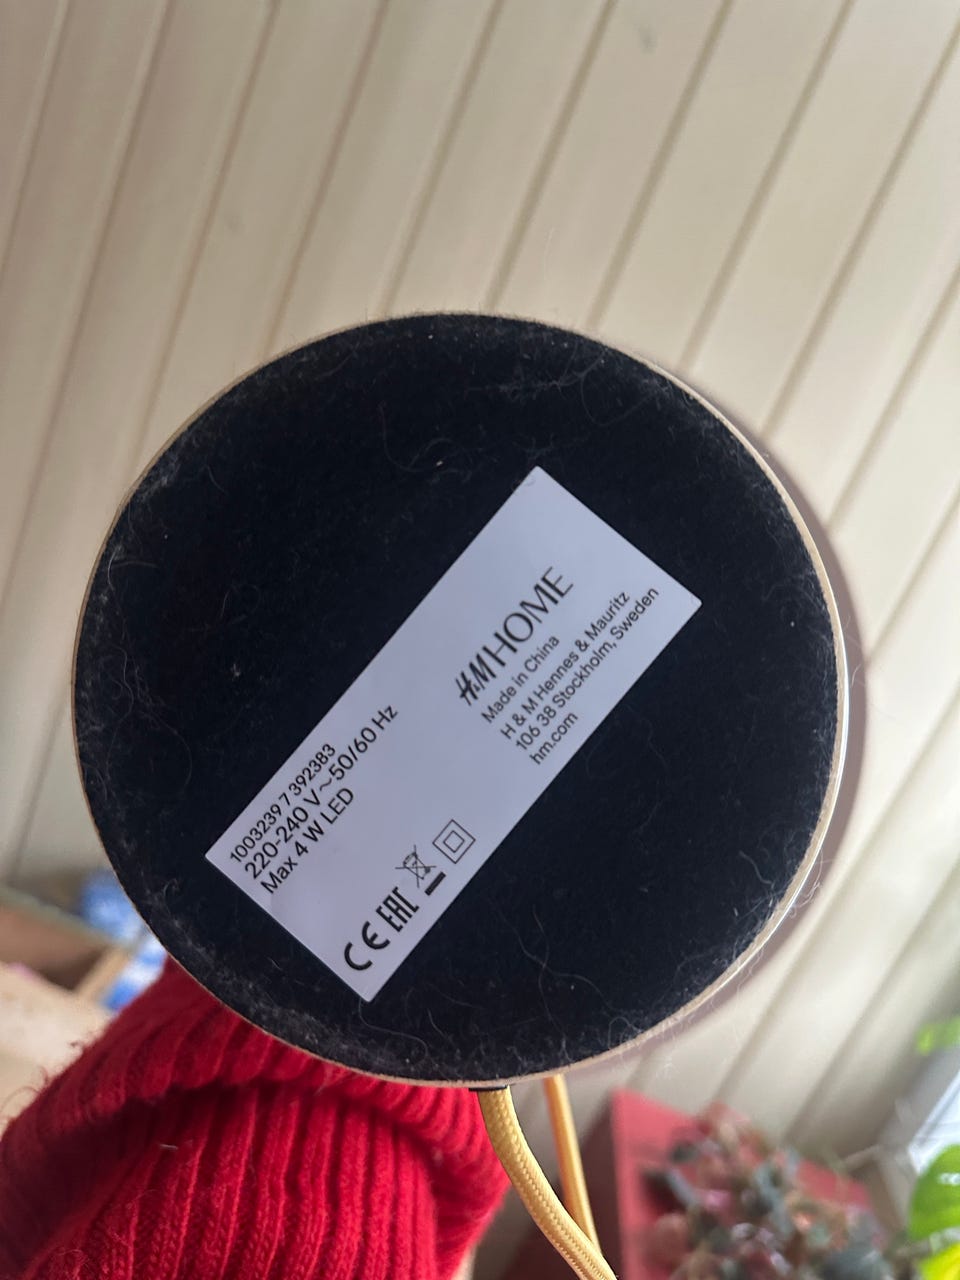 1003239 7 392383
220-240 V~50/60 Hz
Max 4 W LED
CE EAC
H&M HOME
Made in China
H & M Hennes & Mauritz
106 38 Stockholm, Sweden
hm.com